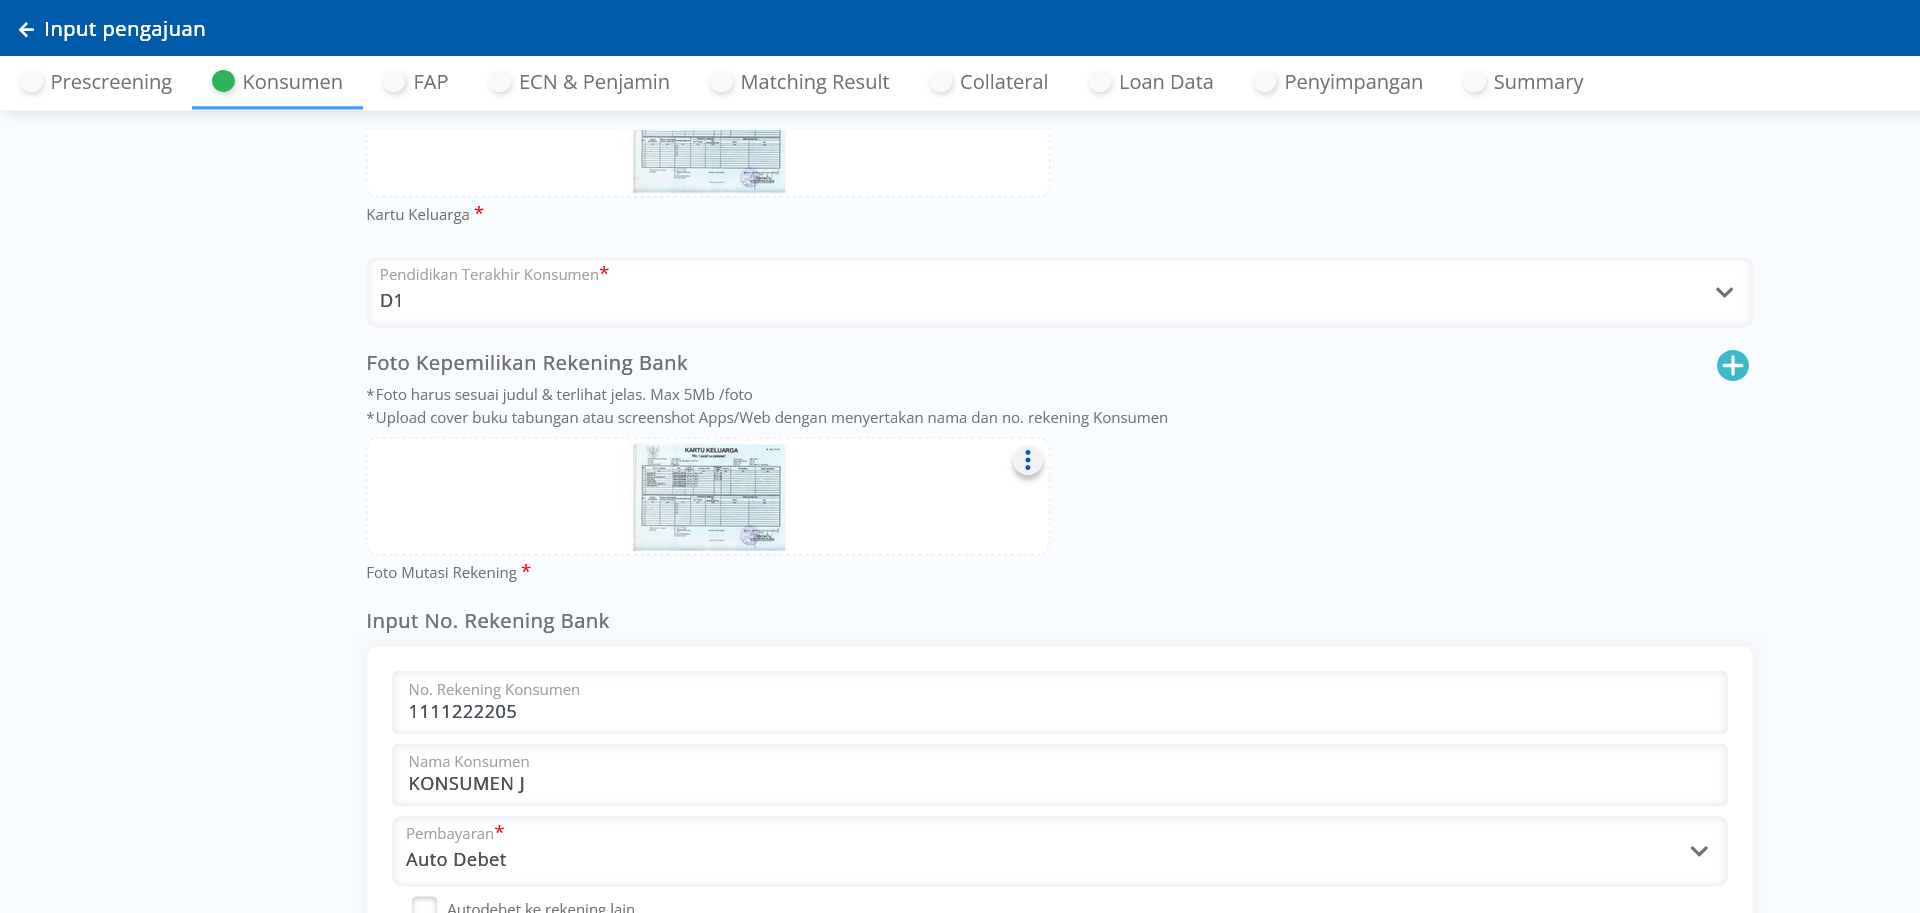 Input pengajuan
Prescreening Konsumen FAP ECN & Penjamin Matching Result Collateral Loan Data Penyimpangan Summary
Kartu Keluarga *
Pendidikan Terakhir Konsumen*
D1
Foto Kepemilikan Rekening Bank
*Foto harus sesuai judul & terlihat jelas. Max 5Mb /foto
*Upload cover buku tabungan atau screenshot Apps/Web dengan menyertakan nama dan no. rekening Konsumen
KARTU KELUARGA
Foto Mutasi Rekening *
Input No. Rekening Bank
No. Rekening Konsumen
1111222205
Nama Konsumen
KONSUMEN J
Pembayaran*
Auto Debet
Autodebet ke rekening lain